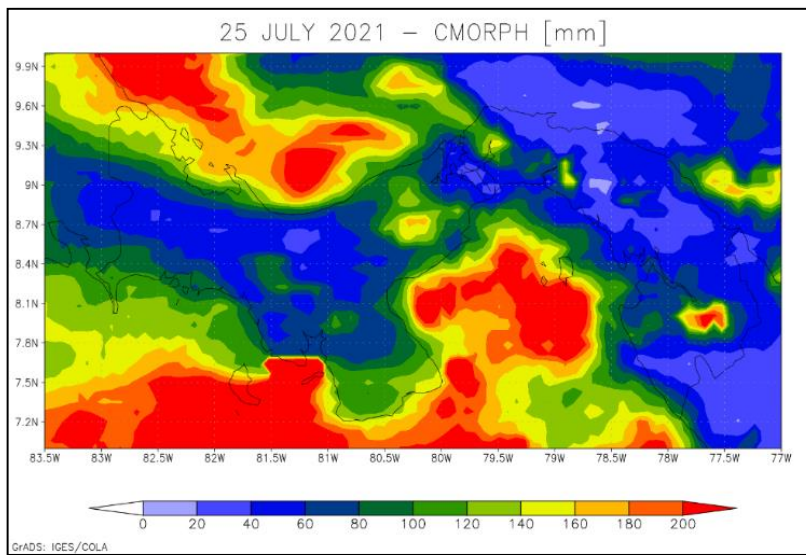 25 JULY 2021 – CMORPH [mm]
9.9N
9.6N
9.3N
9N
8.7N
8.4N
8.1N
7.8N
7.5N
7.2N
83.5W 83W 82.5W 82W 81.5W 81W 80.5W 80W 79.5W 79W 78.5W 78W 77.5W 77W
0 20 40 60 80 100 120 140 160 180 200
GrADS: IGES/COLA